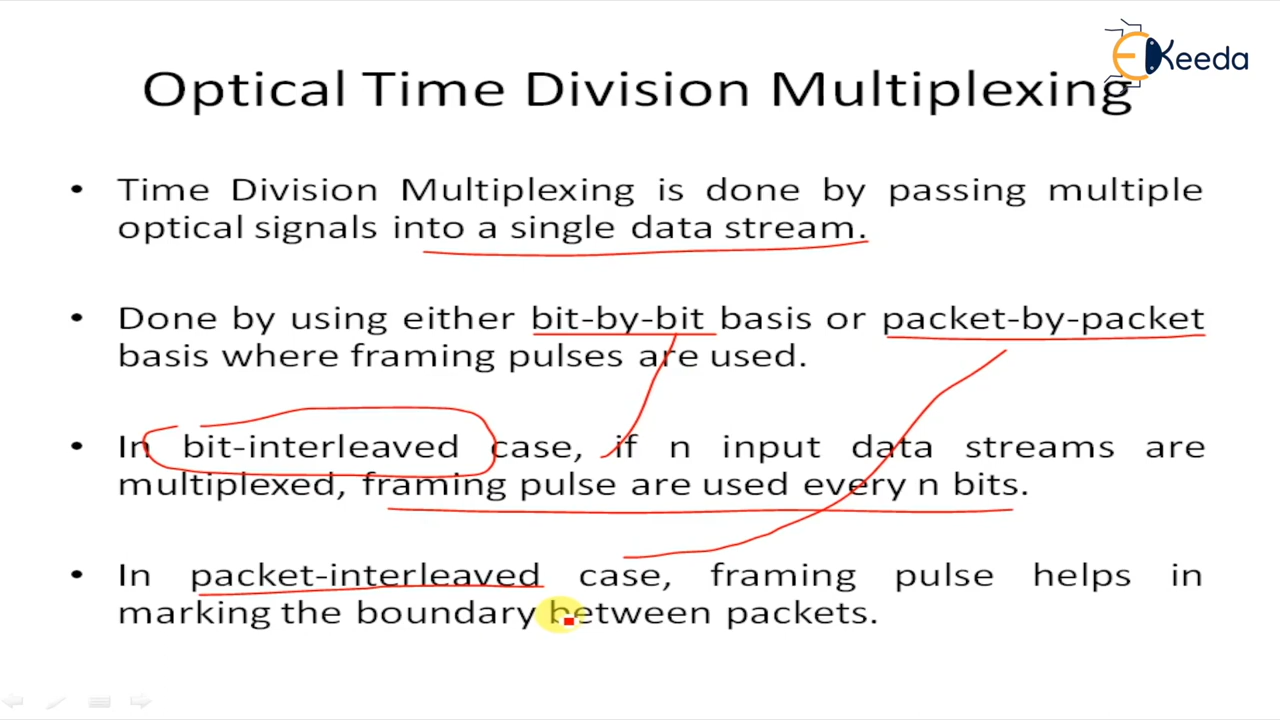 Keeda
Optical Time Division Multiplexing
• Time Division Multiplexing is done by passing multiple
optical signals into a single data stream.
• Done by using either bit-by-bit basis or packet-by-packet
basis where framing pulses are used.
• In bit-interleaved case, if n input data streams are
multiplexed, framing pulse are used every n bits.
• In packet-interleaved case, framing pulse helps in
marking the boundary between packets.